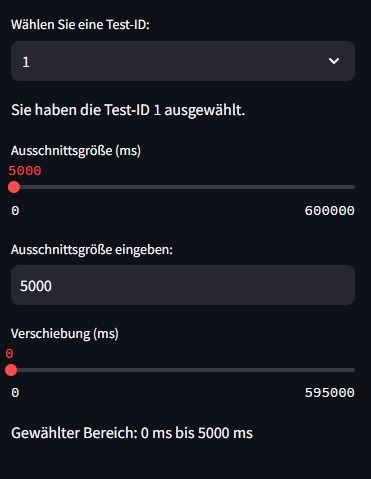 Wählen Sie eine Test-ID:
1
Sie haben die Test-ID 1 ausgewählt.
Ausschnittsgröße (ms)
5000
0 600000
Ausschnittsgröße eingeben:
5000
Verschiebung (ms)
0
0 595000
Gewählter Bereich: 0 ms bis 5000 ms